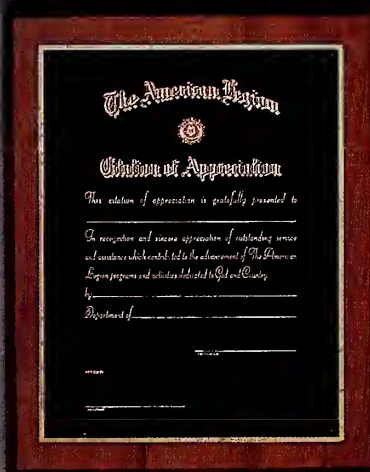 The American Legion
Citation of Appreciation
This citation of appreciation is gratefully presented to
In recognition and sincere appreciation of outstanding service
and assistance which contributed to the advancement of The American
Legion programs and activities dedicated to God and Country.
by
Department of